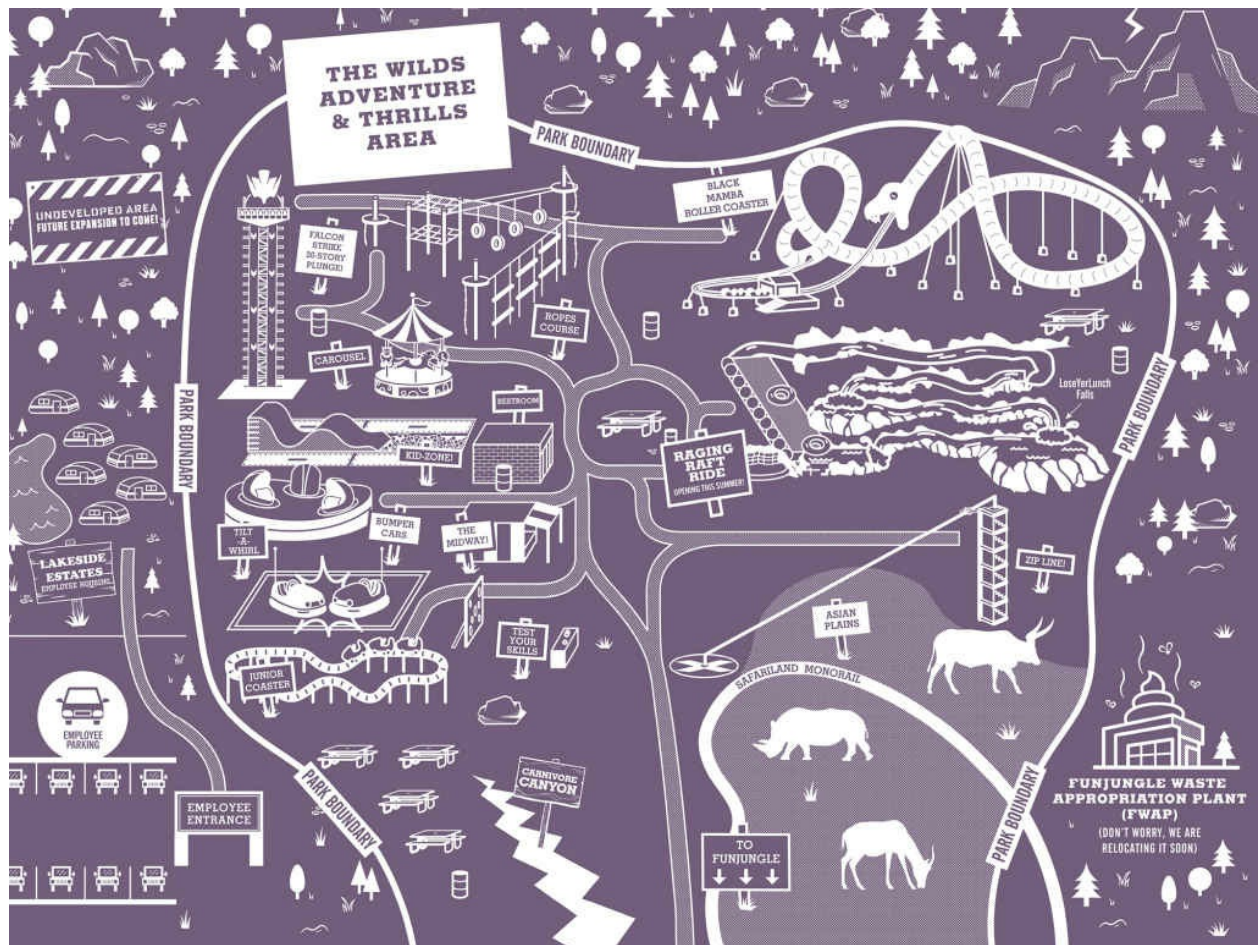 THE WILDS
ADVENTURE
& THRILLS
AREA
PARK BOUNDARY
BLACK
MAMBA
ROLLER COASTER
UNDEVELOPED AREA
FUTURE EXPANSION TO COME!
FALCON
STRIKE
20-STORY
PLUNGE!
ROPES
COURSE
CAROUSEL
LoseYerLunch
Falls
PARK BOUNDARY
PARK BOUNDARY
RESTROOM
KID-ZONE!
RAGING
RAFT
RIDE
OPENING THIS SUMMER!
TILT
-A-
WHIRL
BUMPER
CARS
THE
MIDWAY!
LAKESIDE
ESTATES
EMPLOYEE HOUSING
ZIP LINE!
ASIAN
PLAINS
TEST
YOUR
SKILLS
JUNIOR
COASTER
SAFARILAND MONORAIL
EMPLOYEE
PARKING
PARK BOUNDARY
CARNIVORE
CANYON
EMPLOYEE
ENTRANCE
TO
FUNJUNGLE
PARK BOUNDARY
FUNJUNGLE WASTE
APPROPRIATION PLANT
(FWAP)
(DON'T WORRY, WE ARE
RELOCATING IT SOON)